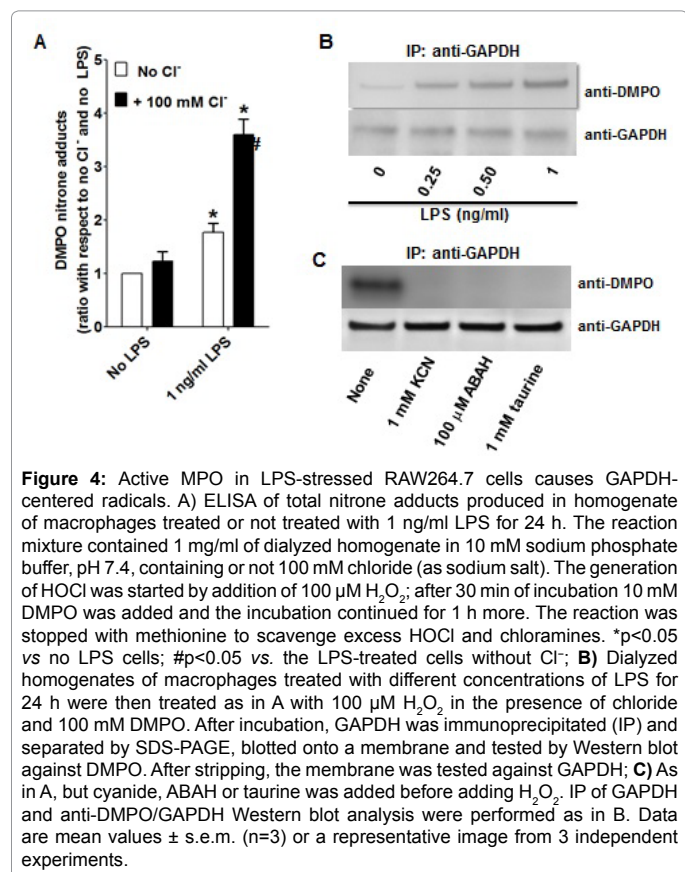 A
DMPO nitrone adducts
(ratio with respect to no Cl⁻ and no LPS)
5
4
3
2
1
0
No Cl⁻
+ 100 mM Cl⁻
*
*
#
No LPS
1 ng/ml LPS
B
IP: anti-GAPDH
anti-DMPO
anti-GAPDH
0
0.25
0.50
1
LPS (ng/ml)
C
IP: anti-GAPDH
anti-DMPO
anti-GAPDH
None
1 mM KCN
100 µM ABAH
1 mM taurine
Figure 4: Active MPO in LPS-stressed RAW264.7 cells causes GAPDH-
centered radicals. A) ELISA of total nitrone adducts produced in homogenate
of macrophages treated or not treated with 1 ng/ml LPS for 24 h. The reaction
mixture contained 1 mg/ml of dialyzed homogenate in 10 mM sodium phosphate
buffer, pH 7.4, containing or not 100 mM chloride (as sodium salt). The generation
of HOCl was started by addition of 100 µM H₂O₂; after 30 min of incubation 10 mM
DMPO was added and the incubation continued for 1 h more. The reaction was
stopped with methionine to scavenge excess HOCl and chloramines. *p<0.05
vs no LPS cells; #p<0.05 vs. the LPS-treated cells without Cl⁻; B) Dialyzed
homogenates of macrophages treated with different concentrations of LPS for
24 h were then treated as in A with 100 µM H₂O₂ in the presence of chloride
and 100 mM DMPO. After incubation, GAPDH was immunoprecipitated (IP) and
separated by SDS-PAGE, blotted onto a membrane and tested by Western blot
against DMPO. After stripping, the membrane was tested against GAPDH; C) As
in A, but cyanide, ABAH or taurine was added before adding H₂O₂. IP of GAPDH
and anti-DMPO/GAPDH Western blot analysis were performed as in B. Data
are mean values ± s.e.m. (n=3) or a representative image from 3 independent
experiments.